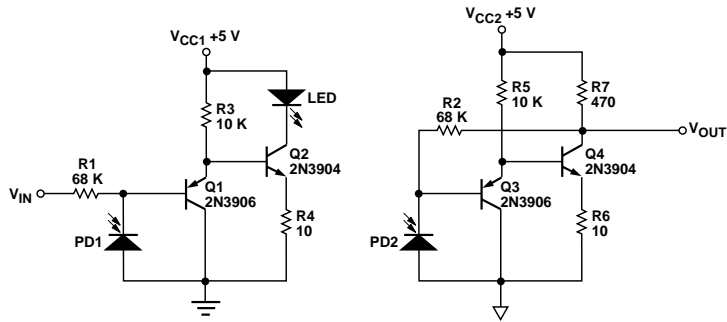 VCC1 +5 V
R3
10 K
LED
Q2
2N3904
R1
68 K
VIN
Q1
2N3906
R4
10
PD1
VCC2 +5 V
R5
10 K
R7
470
R2
68 K
VOUT
Q4
2N3904
Q3
2N3906
R6
10
PD2